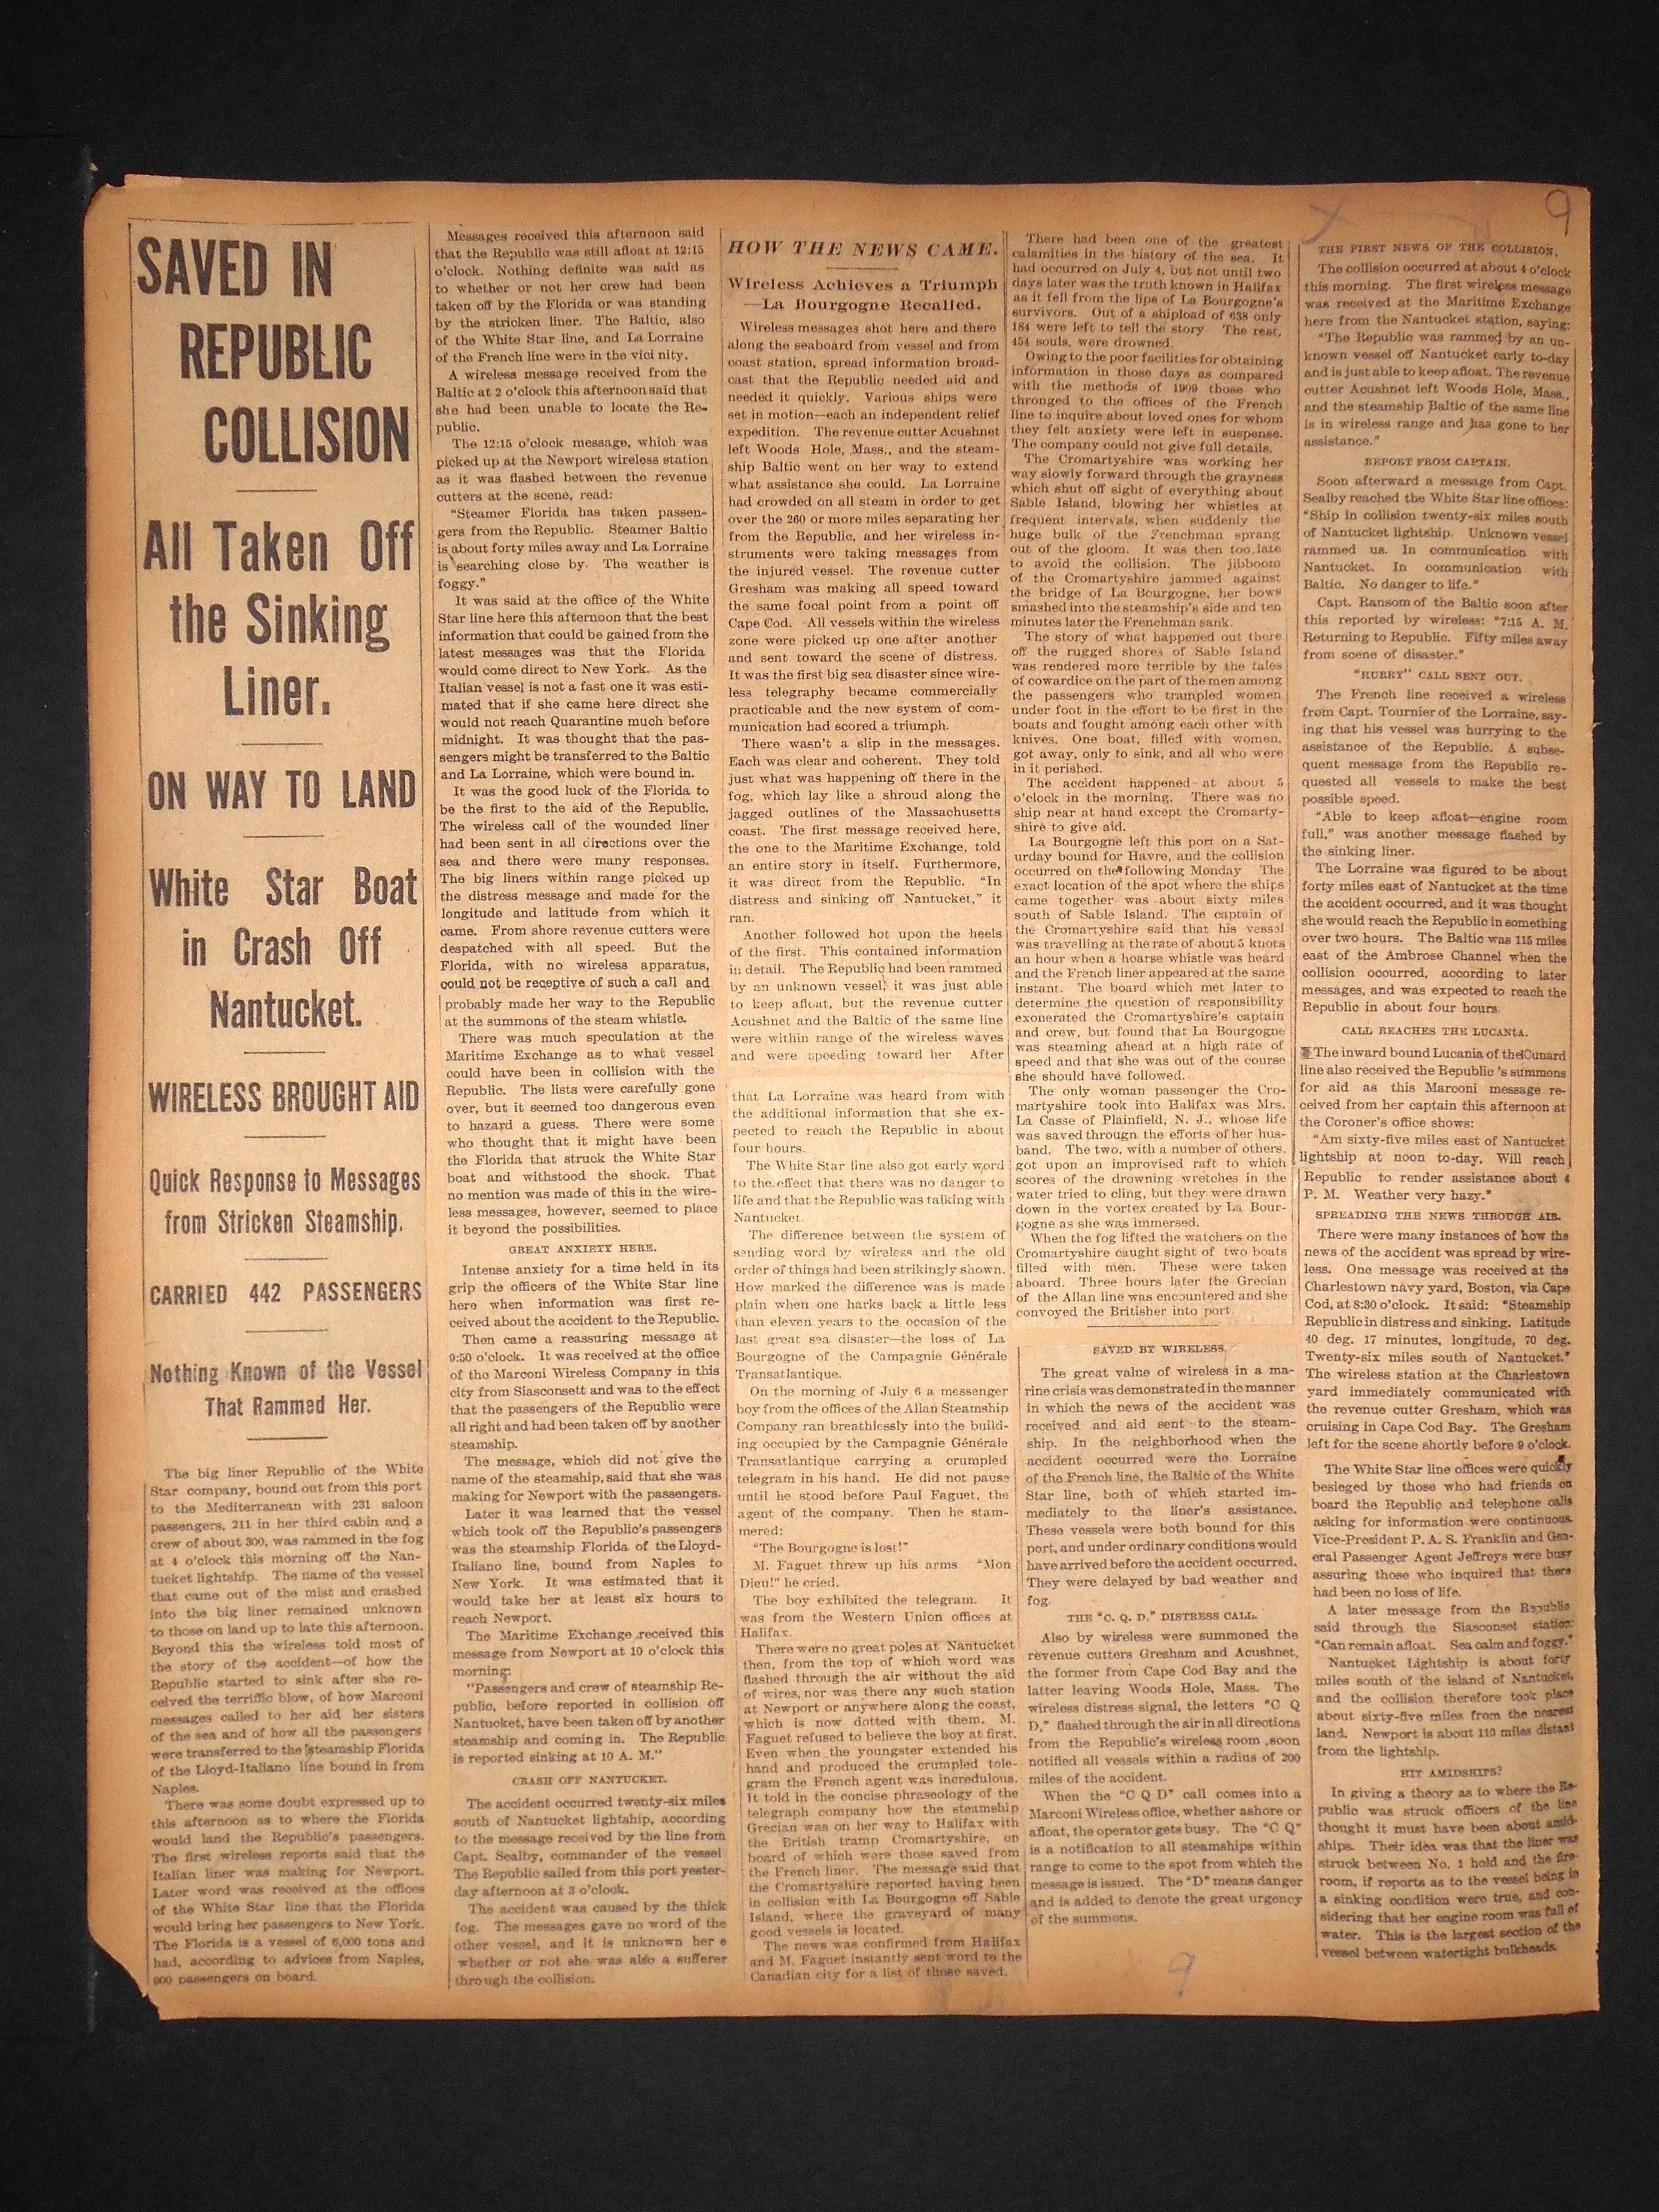 9
SAVED IN
REPUBLIC
COLLISION
All Taken Off
the Sinking
Liner.
ON WAY TO LAND
White Star Boat
in Crash Off
Nantucket.
WIRELESS BROUGHT AID
Quick Response to Messages
from Stricken Steamship.
CARRIED 442 PASSENGERS
Nothing Known of the Vessel
That Rammed Her.
The big liner Republic of the White
Star company, bound out from this port
to the Mediterranean with 231 saloon
passengers, 211 in her third cabin and a
crew of about 300, was rammed in the fog
at 4 o'clock this morning off the Nan-
tucket lightship. The name of the vessel
that came out of the mist and crashed
into the big liner remained unknown
to those on land up to late this afternoon.
Beyond this the wireless told most of
the story of the accident—of how the
Republic started to sink after she re-
ceived the terrific blow, of how Marconi
messages called to her aid her sisters
of the sea and of how all the passengers
were transferred to the steamship Florida
of the Lloyd-Italiano line bound in from
Naples.
There was some doubt expressed up to
this afternoon as to where the Florida
would land the Republic's passengers.
The first wireless reports said that the
Italian liner was making for Newport.
Later word was received at the offices
of the White Star line that the Florida
would bring her passengers to New York.
The Florida is a vessel of 6,000 tons and
had, according to advices from Naples,
900 passengers on board.
Messages received this afternoon said
that the Republic was still afloat at 12:15
o'clock. Nothing definite was said as
to whether or not her crew had been
taken off by the Florida or was standing
by the stricken liner. The Baltic, also
of the White Star line, and La Lorraine
of the French line were in the vici nity.
A wireless message received from the
Baltic at 2 o'clock this afternoon said that
she had been unable to locate the Re-
public.
The 12:15 o'clock message, which was
picked up at the Newport wireless station
as it was flashed between the revenue
cutters at the scene, read:
"Steamer Florida has taken passen-
gers from the Republic. Steamer Baltic
is about forty miles away and La Lorraine
is searching close by. The weather is
foggy."
It was said at the office of the White
Star line here this afternoon that the best
information that could be gained from the
latest messages was that the Florida
would come direct to New York. As the
Italian vessel is not a fast one it was esti-
mated that if she came here direct she
would not reach Quarantine much before
midnight. It was thought that the pas-
sengers might be transferred to the Baltic
and La Lorraine, which were bound in.
It was the good luck of the Florida to
be the first to the aid of the Republic.
The wireless call of the wounded liner
had been sent in all directions over the
sea and there were many responses.
The big liners within range picked up
the distress message and made for the
longitude and latitude from which it
came. From shore revenue cutters were
despatched with all speed. But the
Florida, with no wireless apparatus,
could not be receptive of such a call and
probably made her way to the Republic
at the summons of the steam whistle.
There was much speculation at the
Maritime Exchange as to what vessel
could have been in collision with the
Republic. The lists were carefully gone
over, but it seemed too dangerous even
to hazard a guess. There were some
who thought that it might have been
the Florida that struck the White Star
boat and withstood the shock. That
no mention was made of this in the wire-
less messages, however, seemed to place
it beyond the possibilities.
GREAT ANXIETY HERE.
Intense anxiety for a time held in its
grip the officers of the White Star line
here when information was first re-
ceived about the accident to the Republic.
Then came a reassuring message at
9:50 o'clock. It was received at the office
of the Marconi Wireless Company in this
city from Siasconsett and was to the effect
that the passengers of the Republic were
all right and had been taken off by another
steamship.
The message, which did not give the
name of the steamship, said that she was
making for Newport with the passengers.
Later it was learned that the vessel
which took off the Republic's passengers
was the steamship Florida of the Lloyd-
Italiano line, bound from Naples to
New York. It was estimated that it
would take her at least six hours to
reach Newport.
The Maritime Exchange received this
message from Newport at 10 o'clock this
morning:
"Passengers and crew of steamship Re-
public, before reported in collision off
Nantucket, have been taken off by another
steamship and coming in. The Republic
is reported sinking at 10 A. M."
CRASH OFF NANTUCKET.
The accident occurred twenty-six miles
south of Nantucket lightship, according
to the message received by the line from
Capt. Sealby, commander of the vessel
The Republic sailed from this port yester-
day afternoon at 3 o'clock.
The accident was caused by the thick
fog. The messages gave no word of the
other vessel, and it is unknown her e
whether or not she was also a sufferer
through the collision.
HOW THE NEWS CAME.
Wireless Achieves a Triumph
—La Bourgogne Recalled.
Wireless messages shot here and there
along the seaboard from vessel and from
coast station, spread information broad-
cast that the Republic needed aid and
needed it quickly. Various ships were
set in motion—each an independent relief
expedition. The revenue cutter Acushnet
left Woods Hole, Mass., and the steam-
ship Baltic went on her way to extend
what assistance she could. La Lorraine
had crowded on all steam in order to get
over the 260 or more miles separating her
from the Republic, and her wireless in-
struments were taking messages from
the injured vessel. The revenue cutter
Gresham was making all speed toward
the same focal point from a point off
Cape Cod. All vessels within the wireless
zone were picked up one after another
and sent toward the scene of distress.
It was the first big sea disaster since wire-
less telegraphy became commercially
practicable and the new system of com-
munication had scored a triumph.
There wasn't a slip in the messages.
Each was clear and coherent. They told
just what was happening off there in the
fog, which lay like a shroud along the
jagged outlines of the Massachusetts
coast. The first message received here,
the one to the Maritime Exchange, told
an entire story in itself. Furthermore,
it was direct from the Republic. "In
distress and sinking off Nantucket," it
ran.
Another followed hot upon the heels
of the first. This contained information
in detail. The Republic had been rammed
by an unknown vessel; it was just able
to keep afloat, but the revenue cutter
Acushnet and the Baltic of the same line
were within range of the wireless waves
and were speeding toward her After
that La Lorraine was heard from with
the additional information that she ex-
pected to reach the Republic in about
four hours.
The White Star line also got early word
to the effect that there was no danger to
life and that the Republic was talking with
Nantucket.
The difference between the system of
sending word by wireless and the old
order of things had been strikingly shown.
How marked the difference was is made
plain when one harks back a little less
than eleven years to the occasion of the
last great sea disaster—the loss of La
Bourgogne of the Campagnie Générale
Transatlantique.
On the morning of July 6 a messenger
boy from the offices of the Allan Steamship
Company ran breathlessly into the build-
ing occupied by the Campagnie Générale
Transatlantique carrying a crumpled
telegram in his hand. He did not pause
until he stood before Paul Faguet, the
agent of the company. Then he stam-
mered:
"The Bourgogne is lost!"
M. Faguet threw up his arms "Mon
Dieu!" he cried.
The boy exhibited the telegram. It
was from the Western Union offices at
Halifax.
There were no great poles at Nantucket
then, from the top of which word was
flashed through the air without the aid
of wires, nor was there any such station
at Newport or anywhere along the coast,
which is now dotted with them. M.
Faguet refused to believe the boy at first.
Even when the youngster extended his
hand and produced the crumpled tele-
gram the French agent was incredulous.
It told in the concise phraseology of the
telegraph company how the steamship
Grecian was on her way to Halifax with
the British tramp Cromartyshire, on
board of which were those saved from
the French liner. The message said that
the Cromartyshire reported having been
in collision with La Bourgogne off Sable
Island, where the graveyard of many
good vessels is located.
The news was confirmed from Halifax
and M. Faguet instantly sent word to the
Canadian city for a list of those saved.
There had been one of the greatest
calamities in the history of the sea. It
had occurred on July 4, but not until two
days later was the truth known in Halifax
as it fell from the lips of La Bourgogne's
survivors. Out of a shipload of 638 only
184 were left to tell the story. The rest,
454 souls, were drowned.
Owing to the poor facilities for obtaining
information in those days as compared
with the methods of 1909 those who
thronged to the offices of the French
line to inquire about loved ones for whom
they felt anxiety were left in suspense.
The company could not give full details.
The Cromartyshire was working her
way slowly forward through the grayness
which shut off sight of everything about
Sable Island, blowing her whistles at
frequent intervals, when suddenly the
huge bulk of the Frenchman sprang
out of the gloom. It was then too late
to avoid the collision. The jibboom
of the Cromartyshire jammed against
the bridge of La Bourgogne, her bows
smashed into the steamship's side and ten
minutes later the Frenchman sank.
The story of what happened out there
off the rugged shores of Sable Island
was rendered more terrible by the tales
of cowardice on the part of the men among
the passengers who trampled women
under foot in the effort to be first in the
boats and fought among each other with
knives. One boat, filled with women,
got away, only to sink, and all who were
in it perished.
The accident happened at about 5
o'clock in the morning. There was no
ship near at hand except the Cromarty-
shire to give aid.
La Bourgogne left this port on a Sat-
urday bound for Havre, and the collision
occurred on the following Monday The
exact location of the spot where the ships
came together was about sixty miles
south of Sable Island. The captain of
the Cromartyshire said that his vessel
was travelling at the rate of about 5 knots
an hour when a hoarse whistle was heard
and the French liner appeared at the same
instant. The board which met later to
determine the question of responsibility
exonerated the Cromartyshire's captain
and crew, but found that La Bourgogne
was steaming ahead at a high rate of
speed and that she was out of the course
she should have followed.
The only woman passenger the Cro-
martyshire took into Halifax was Mrs.
La Casse of Plainfield, N. J., whose life
was saved through the efforts of her hus-
band. The two, with a number of others,
got upon an improvised raft to which
scores of the drowning wretches in the
water tried to cling, but they were drawn
down in the vortex created by La Bour-
gogne as she was immersed.
When the fog lifted the watchers on the
Cromartyshire caught sight of two boats
filled with men. These were taken
aboard. Three hours later the Grecian
of the Allan line was encountered and she
convoyed the Britisher into port.
SAVED BY WIRELESS.
The great value of wireless in a ma-
rine crisis was demonstrated in the manner
in which the news of the accident was
received and aid sent to the steam-
ship. In the neighborhood when the
accident occurred were the Lorraine
of the French line, the Baltic of the White
Star line, both of which started im-
mediately to the liner's assistance.
These vessels were both bound for this
port, and under ordinary conditions would
have arrived before the accident occurred.
They were delayed by bad weather and
fog.
THE "C. Q. D." DISTRESS CALL.
Also by wireless were summoned the
revenue cutters Gresham and Acushnet,
the former from Cape Cod Bay and the
latter leaving Woods Hole, Mass. The
wireless distress signal, the letters "C Q
D," flashed through the air in all directions
from the Republic's wireless room ,soon
notified all vessels within a radius of 200
miles of the accident.
When the "C Q D" call comes into a
Marconi Wireless office, whether ashore or
afloat, the operator gets busy. The "C Q"
is a notification to all steamships within
range to come to the spot from which the
message is issued. The "D" means danger
and is added to denote the great urgency
of the summons.
THE FIRST NEWS OF THE COLLISION.
The collision occurred at about 4 o'clock
this morning. The first wireless message
was received at the Maritime Exchange
here from the Nantucket station, saying:
"The Republic was rammed by an un-
known vessel off Nantucket early to-day
and is just able to keep afloat. The revenue
cutter Acushnet left Woods Hole, Mass.,
and the steamship Baltic of the same line
is in wireless range and has gone to her
assistance."
REPORT FROM CAPTAIN.
Soon afterward a message from Capt.
Sealby reached the White Star line offices:
"Ship in collision twenty-six miles south
of Nantucket lightship. Unknown vessel
rammed us. In communication with
Nantucket. In communication with
Baltic. No danger to life."
Capt. Ransom of the Baltic soon after
this reported by wireless: "7:15 A. M.
Returning to Republic. Fifty miles away
from scene of disaster."
"HURRY" CALL SENT OUT.
The French line received a wireless
from Capt. Tournier of the Lorraine, say-
ing that his vessel was hurrying to the
assistance of the Republic. A subse-
quent message from the Republic re-
quested all vessels to make the best
possible speed.
"Able to keep afloat—engine room
full," was another message flashed by
the sinking liner.
The Lorraine was figured to be about
forty miles east of Nantucket at the time
the accident occurred, and it was thought
she would reach the Republic in something
over two hours. The Baltic was 115 miles
east of the Ambrose Channel when the
collision occurred, according to later
messages, and was expected to reach the
Republic in about four hours.
CALL REACHES THE LUCANTA.
The inward bound Lucania of the Cunard
line also received the Republic 's summons
for aid as this Marconi message re-
ceived from her captain this afternoon at
the Coroner's office shows:
"Am sixty-five miles east of Nantucket
lightship at noon to-day. Will reach
Republic to render assistance about 4
P. M. Weather very hazy."
SPREADING THE NEWS THROUGH AIR.
There were many instances of how the
news of the accident was spread by wire-
less. One message was received at the
Charlestown navy yard, Boston, via Cape
Cod, at 8:30 o'clock. It said: "Steamship
Republic in distress and sinking. Latitude
40 deg. 17 minutes, longitude, 70 deg.
Twenty-six miles south of Nantucket."
The wireless station at the Charlestown
yard immediately communicated with
the revenue cutter Gresham, which was
cruising in Cape Cod Bay. The Gresham
left for the scene shortly before 9 o'clock.
The White Star line offices were quickly
besieged by those who had friends on
board the Republic and telephone calls
asking for information were continuous.
Vice-President P. A. S. Franklin and Gen-
eral Passenger Agent Jeffreys were busy
assuring those who inquired that there
had been no loss of life.
A later message from the Republic
said through the Siasconset station:
"Can remain afloat. Sea calm and foggy."
Nantucket Lightship is about forty
miles south of the island of Nantucket,
and the collision therefore took place
about sixty-five miles from the nearest
land. Newport is about 110 miles distant
from the lightship.
HIT AMIDSHIPS?
In giving a theory as to where the Re-
public was struck officers of the line
thought it must have been about amid-
ships. Their idea was that the liner was
struck between No. 1 hold and the fire-
room, if reports as to the vessel being in
a sinking condition were true, and con-
sidering that her engine room was full of
water. This is the largest section of the
vessel between watertight bulkheads.
9